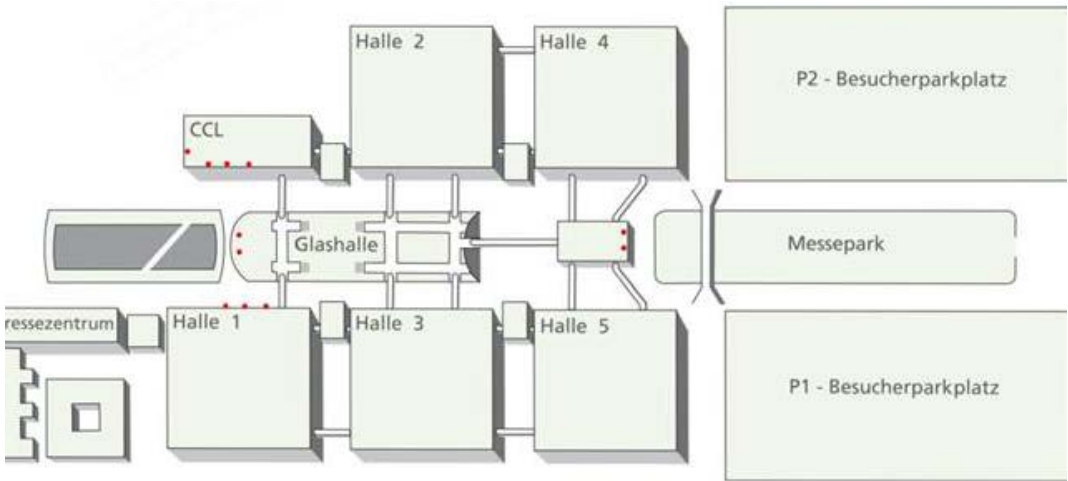 Halle 2
Halle 4
P2 - Besucherparkplatz
CCL
Glashalle
Messepark
ressezentrum
Halle 1
Halle 3
Halle 5
P1 - Besucherparkplatz